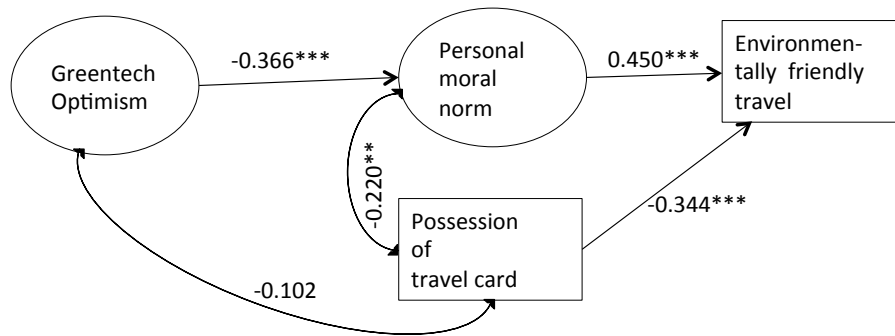 Greentech
Optimism
-0.366***
Personal
moral
norm
0.450***
Environmen-
tally friendly
travel
-0.220**
Possession
of
travel card
-0.344***
-0.102